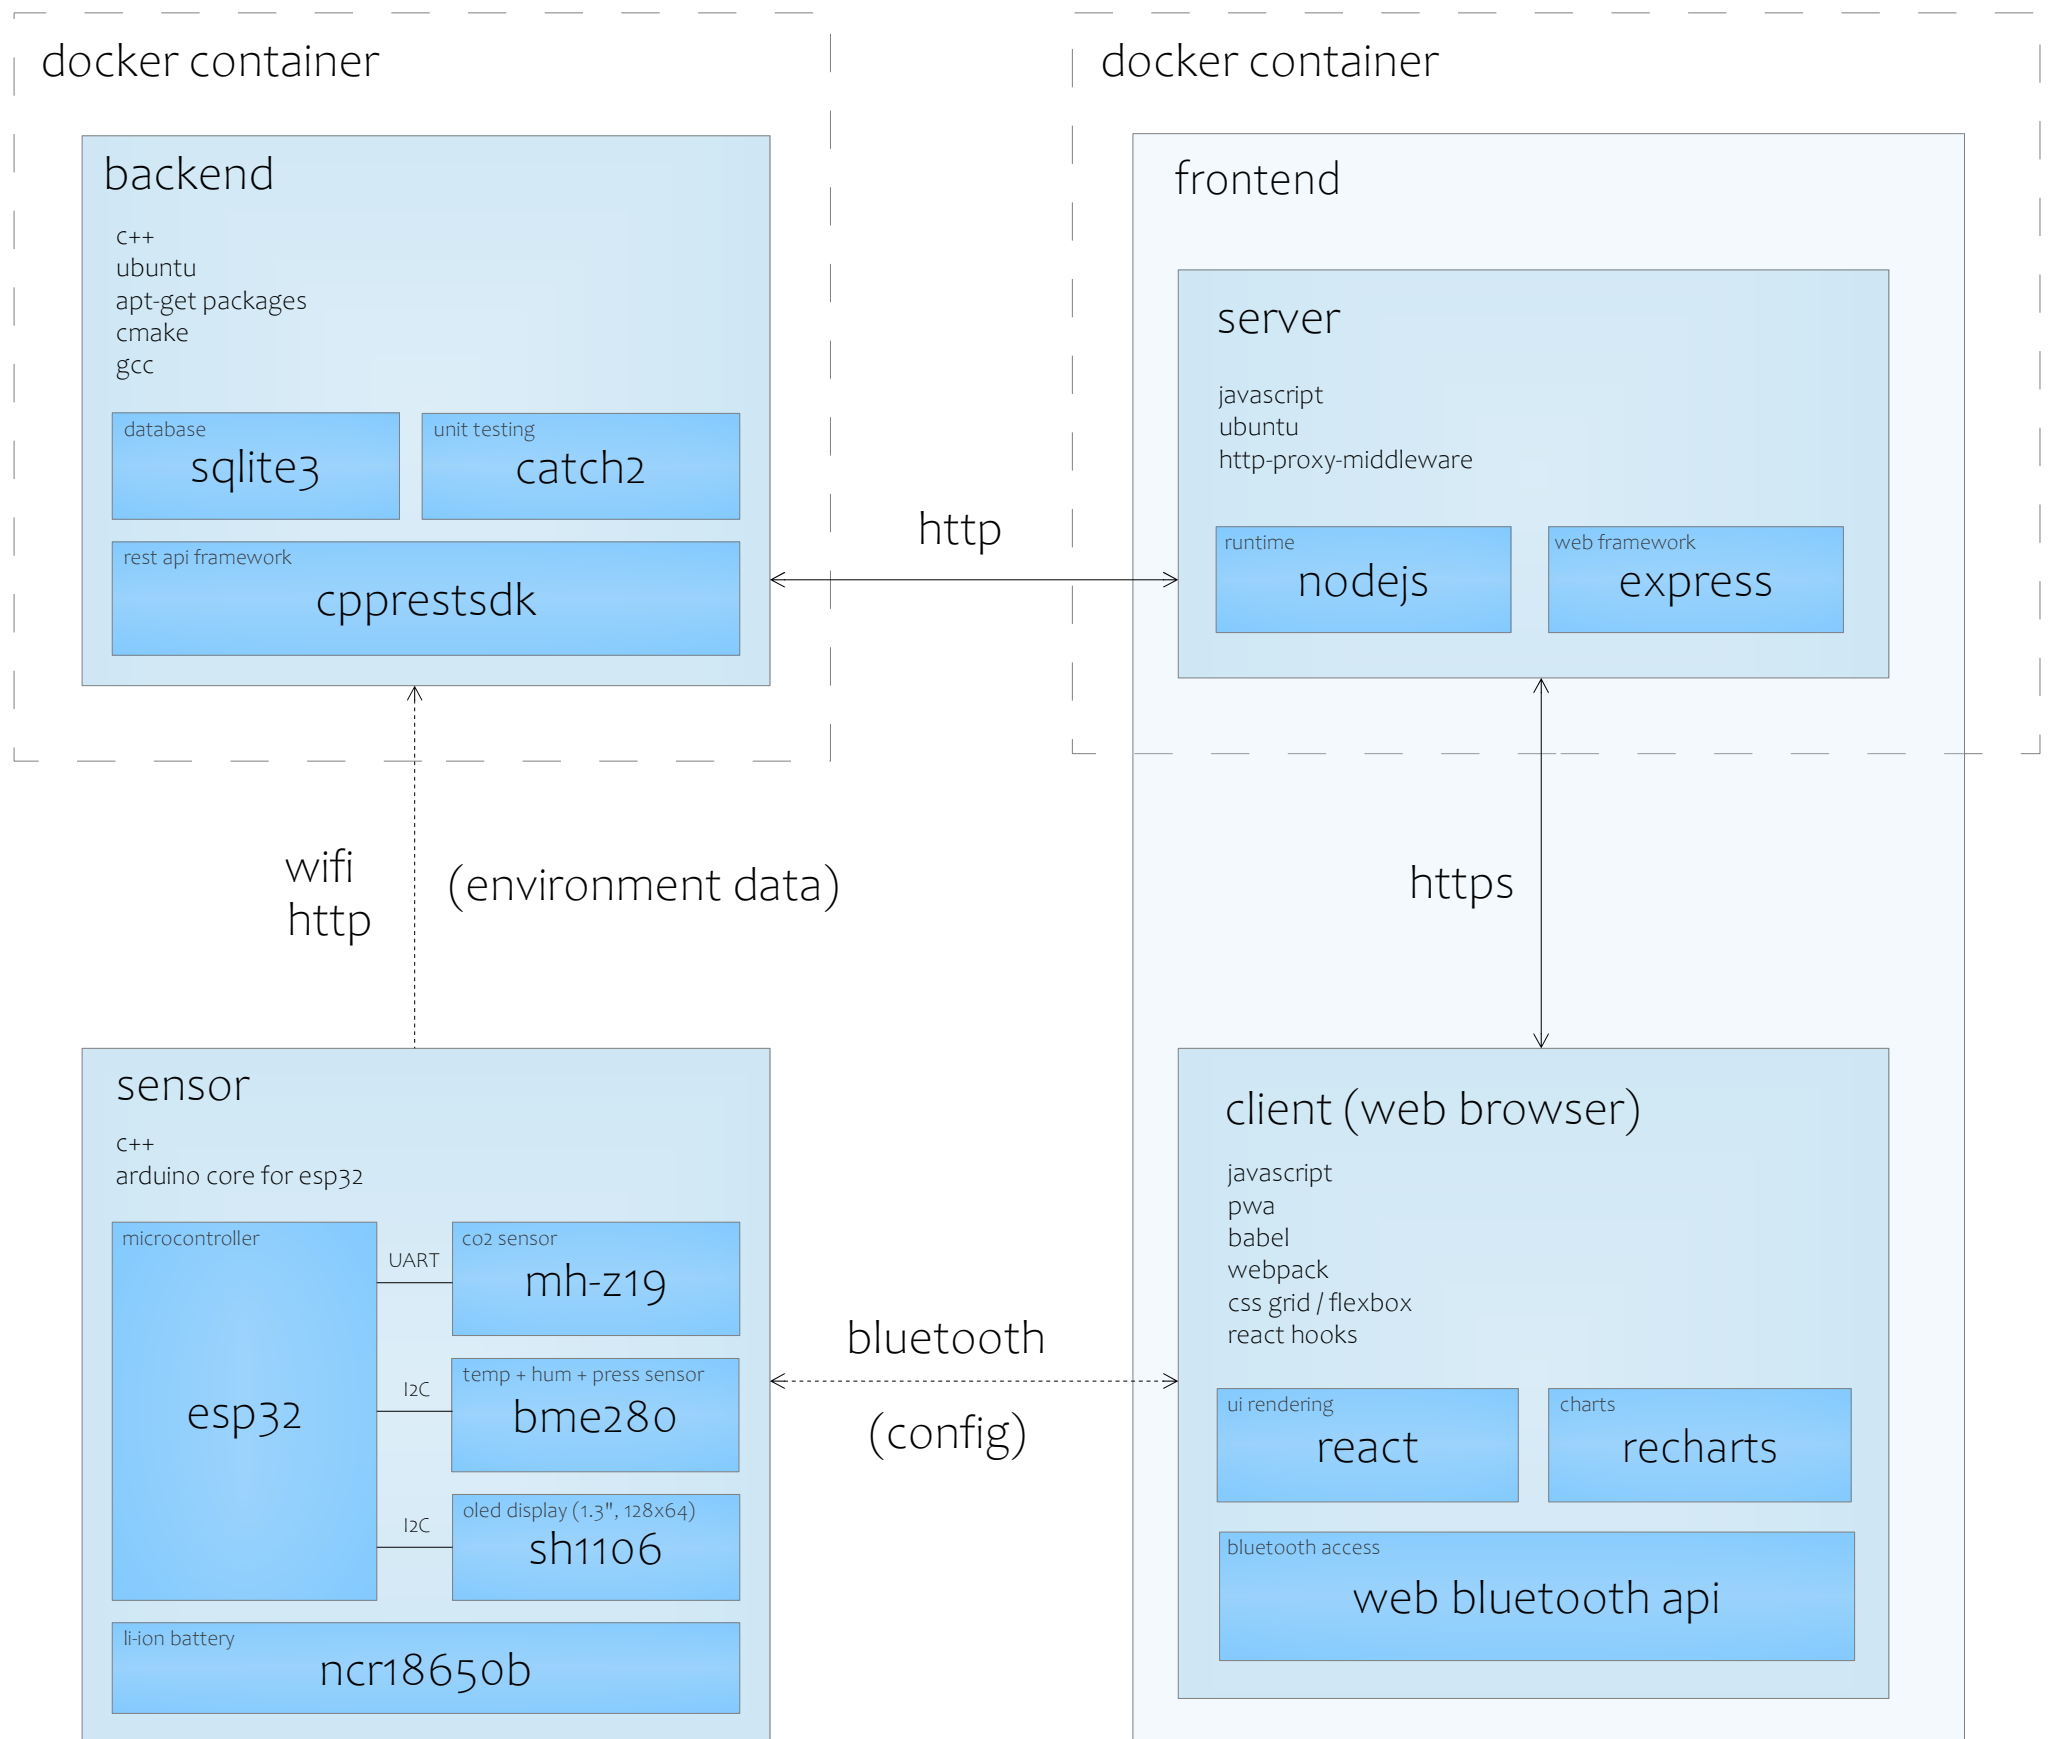 docker container
backend
c++
ubuntu
apt-get packages
cmake
gcc
database
sqlite3
unit testing
catch2
rest api framework
cpprestsdk
http
docker container
frontend
server
javascript
ubuntu
http-proxy-middleware
runtime
nodejs
web framework
express
wifi
http
(environment data)
https
sensor
c++
arduino core for esp32
microcontroller
esp32
UART
co2 sensor
mh-z19
I2C
temp + hum + press sensor
bme280
I2C
oled display (1.3", 128x64)
sh1106
li-ion battery
ncr18650b
bluetooth
(config)
client (web browser)
javascript
pwa
babel
webpack
css grid / flexbox
react hooks
ui rendering
react
charts
recharts
bluetooth access
web bluetooth api